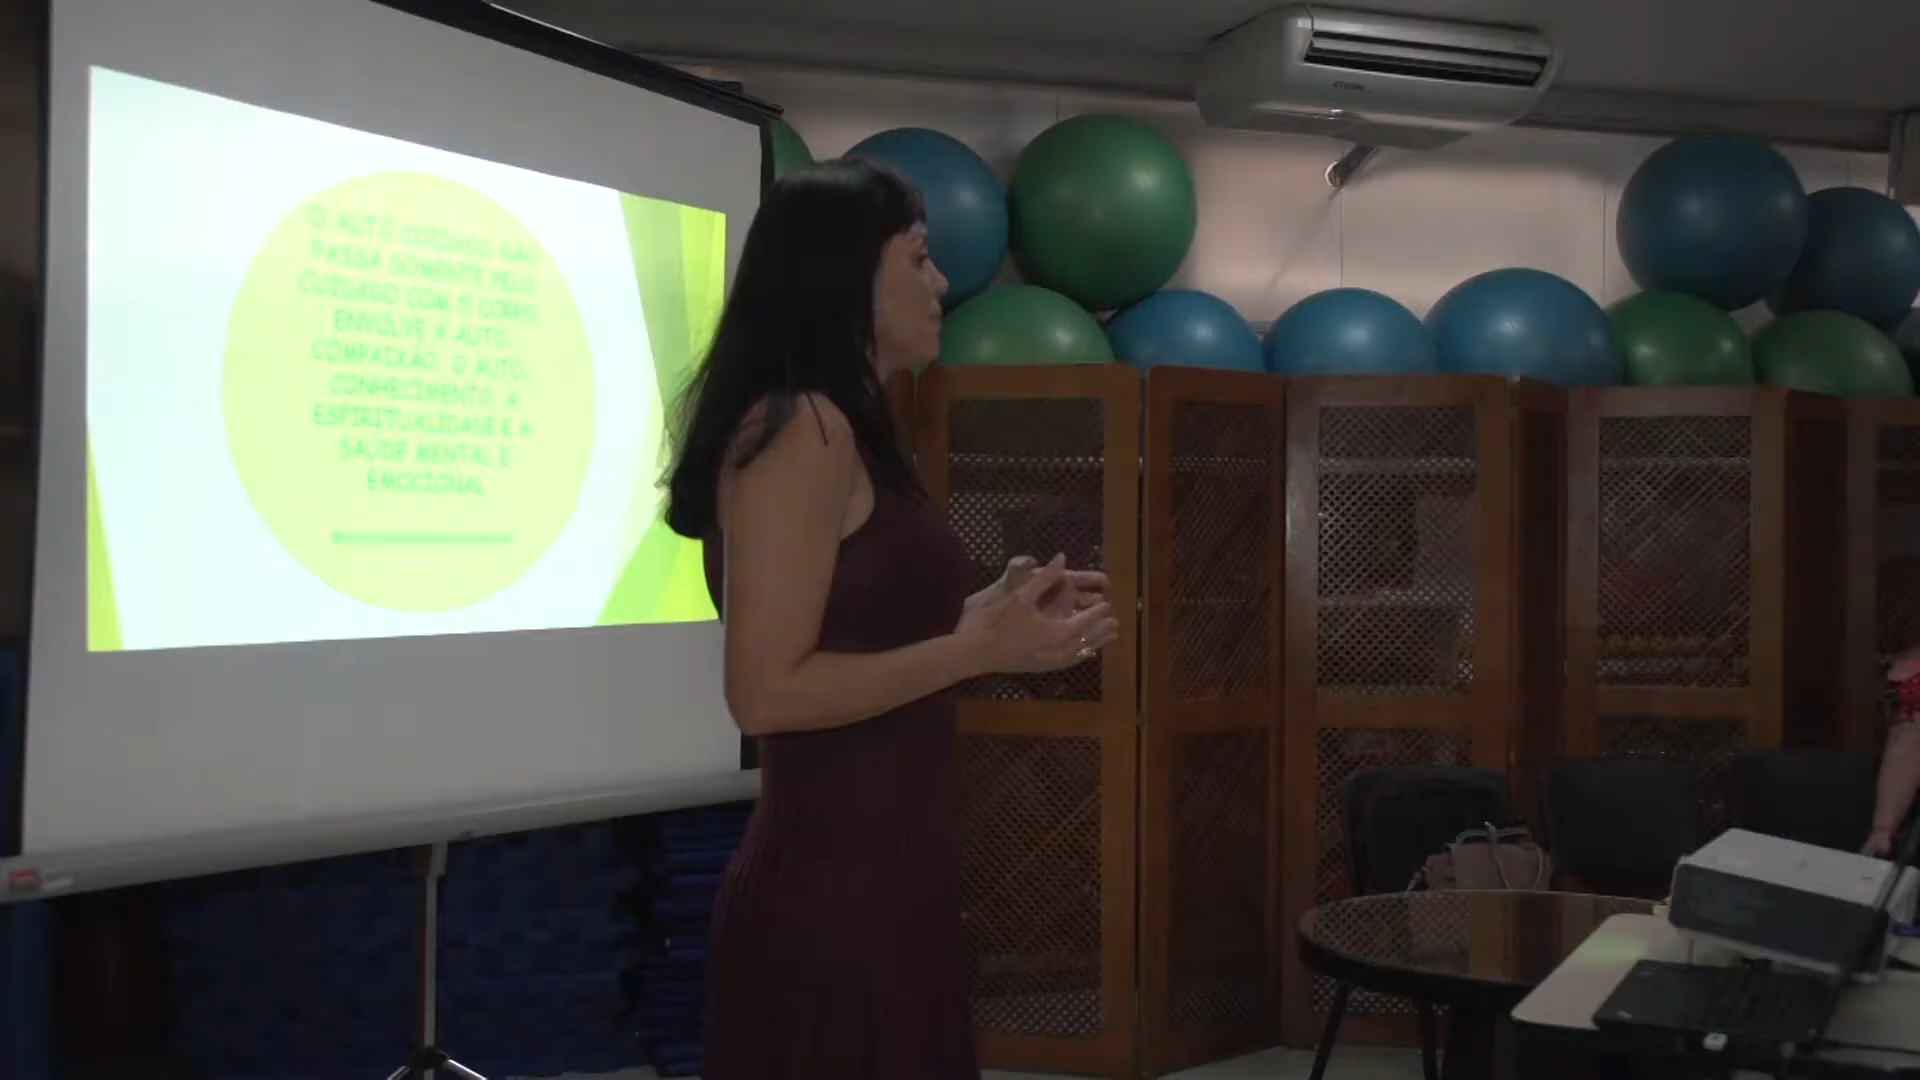 O AUTO CUIDADO NÃO
PASSA SOMENTE PELO
CUIDADO COM O CORPO
ENVOLVE A AUTO
COMPAIXÃO O AUTO
CONHECIMENTO A
ESPIRITUALIDADE E A
SAÚDE MENTAL E
EMOCIONAL